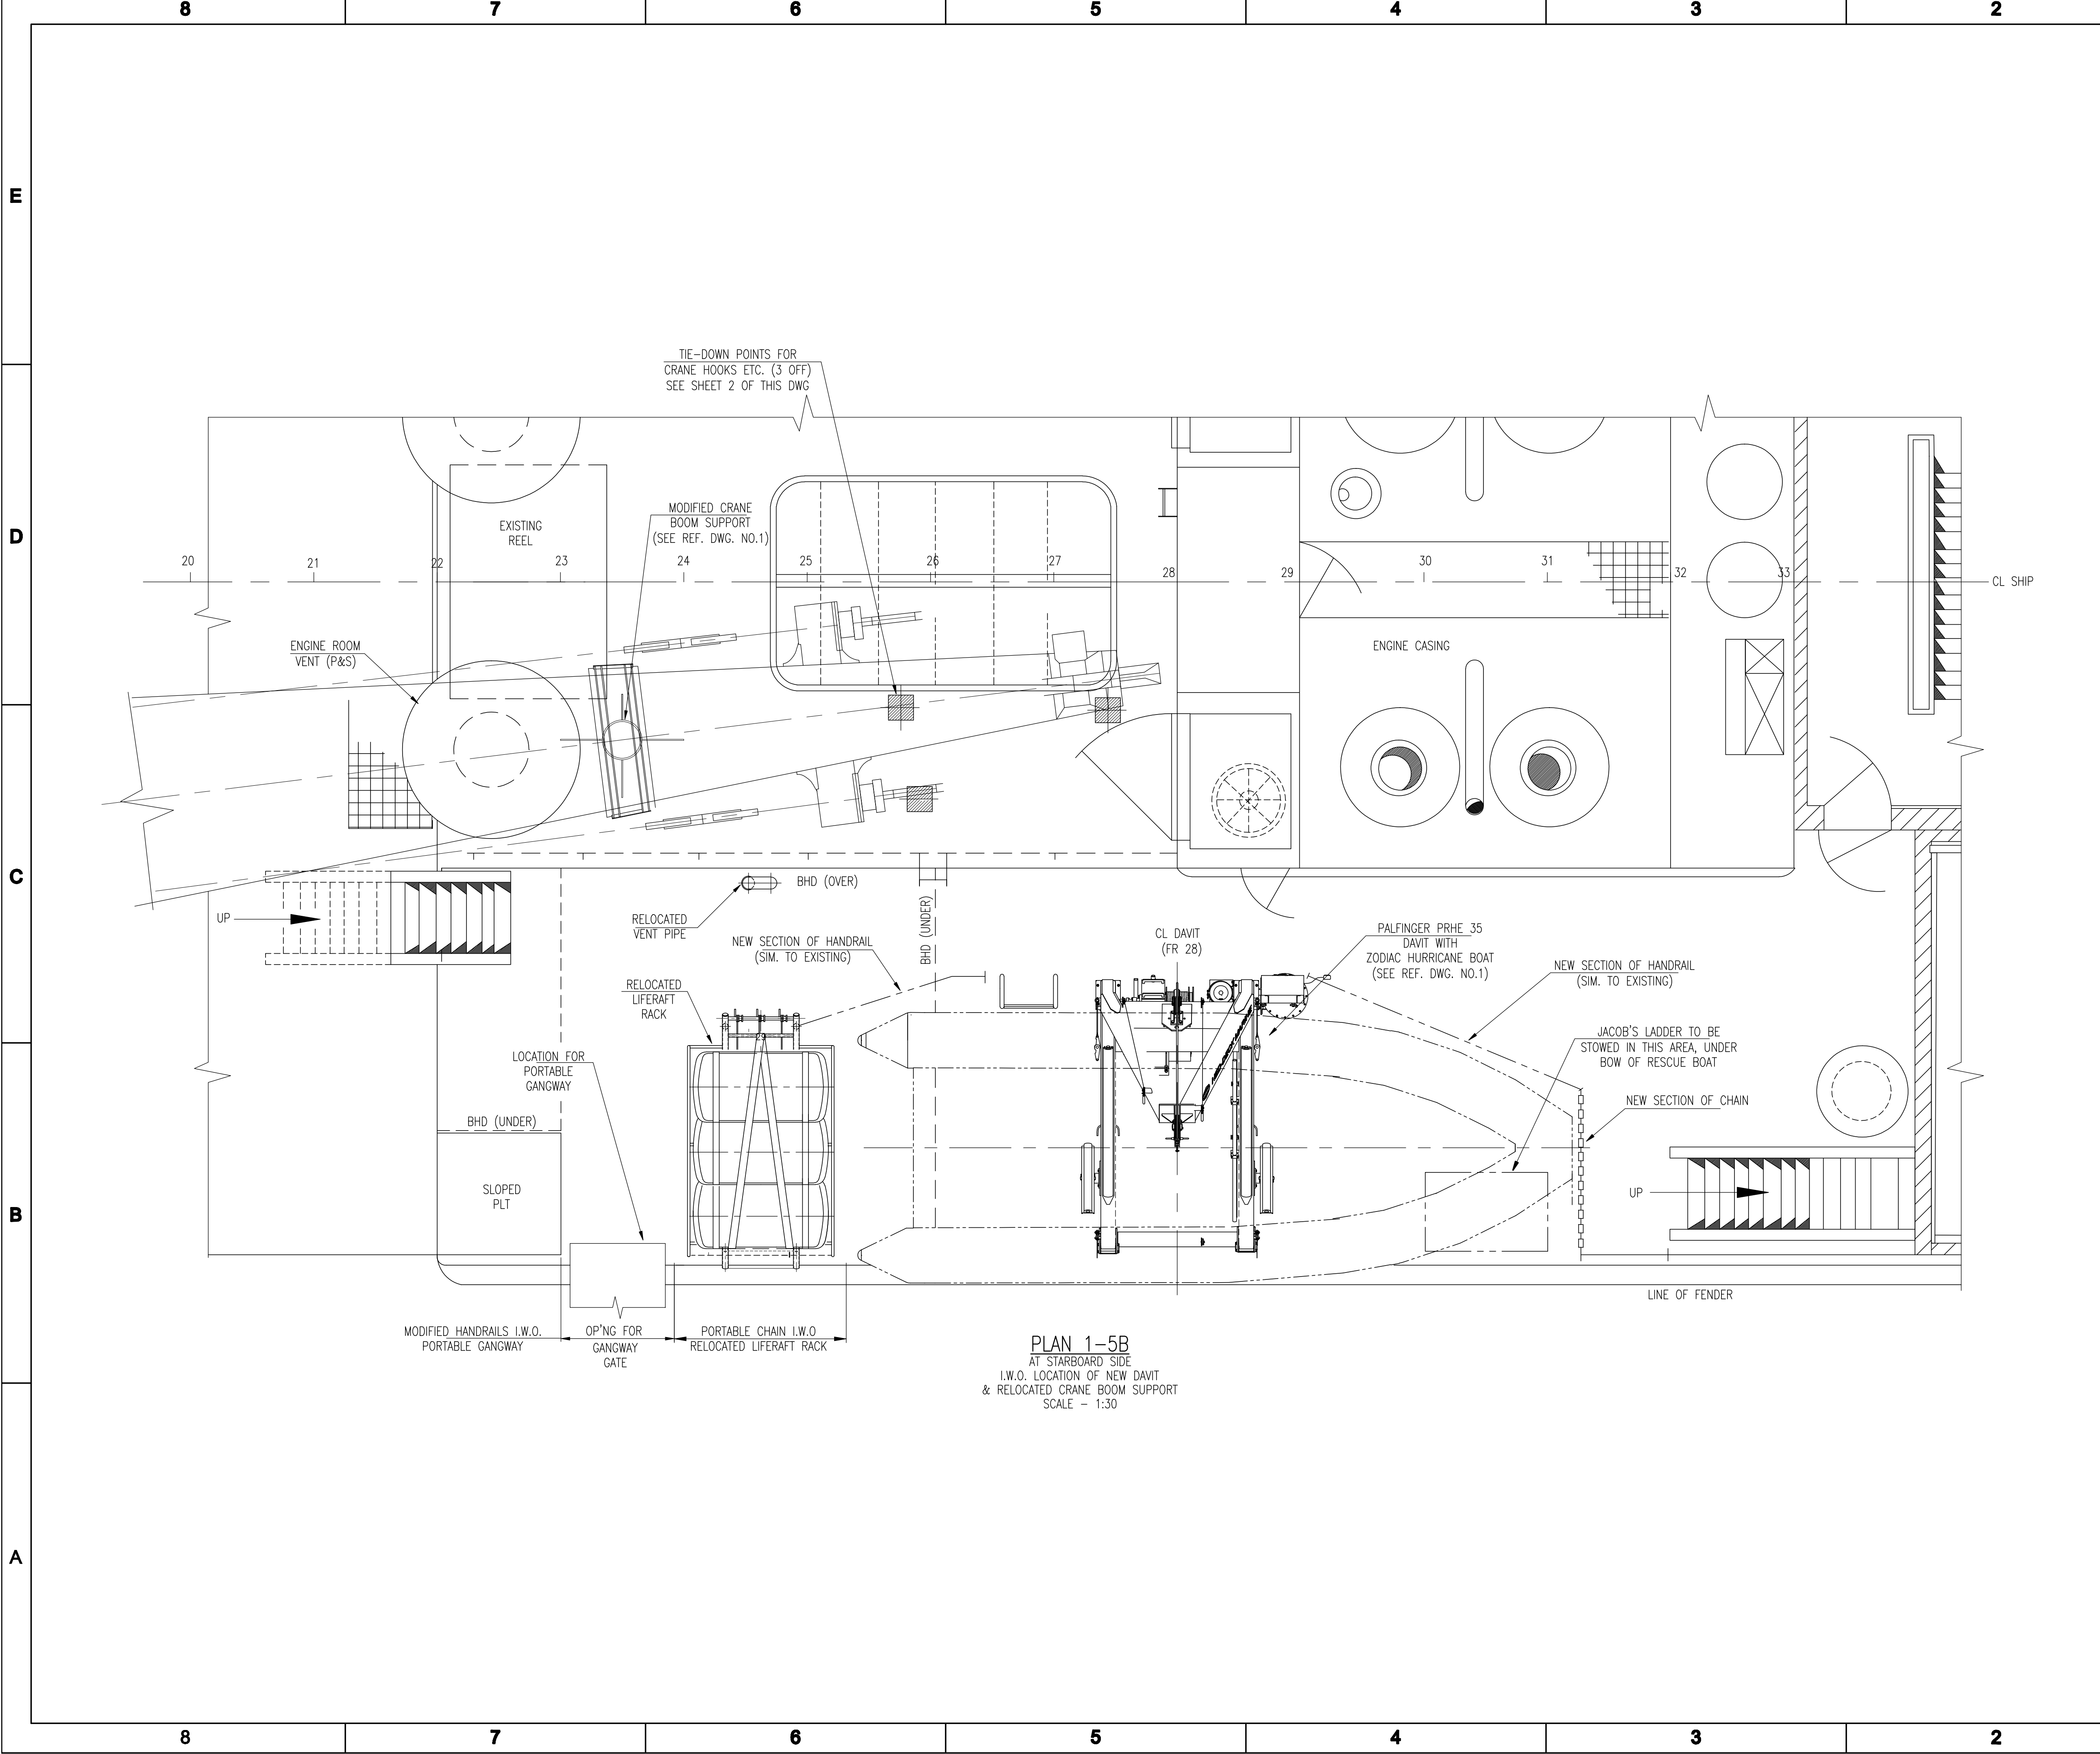 8 7 6 5 4 3 2
E
D
C
B
A
TIE-DOWN POINTS FOR
CRANE HOOKS ETC. (3 OFF)
SEE SHEET 2 OF THIS DWG
EXISTING
REEL
MODIFIED CRANE
BOOM SUPPORT
(SEE REF. DWG. NO.1)
20 21 22 23 24 25 26 27 28 29 30 31 32 33
CL SHIP
ENGINE ROOM
VENT (P&S)
ENGINE CASING
UP
RELOCATED
VENT PIPE
BHD (OVER)
BHD (UNDER)
NEW SECTION OF HANDRAIL
(SIM. TO EXISTING)
CL DAVIT
(FR 28)
PALFINGER PRHE 35
DAVIT WITH
ZODIAC HURRICANE BOAT
(SEE REF. DWG. NO.1)
NEW SECTION OF HANDRAIL
(SIM. TO EXISTING)
RELOCATED
LIFERAFT
RACK
JACOB'S LADDER TO BE
STOWED IN THIS AREA, UNDER
BOW OF RESCUE BOAT
LOCATION FOR
PORTABLE
GANGWAY
NEW SECTION OF CHAIN
BHD (UNDER)
SLOPED
PLT
UP
LINE OF FENDER
MODIFIED HANDRAILS I.W.O.
PORTABLE GANGWAY
OP'NG FOR
GANGWAY
GATE
PORTABLE CHAIN I.W.O
RELOCATED LIFERAFT RACK
PLAN 1-5B
AT STARBOARD SIDE
I.W.O. LOCATION OF NEW DAVIT
& RELOCATED CRANE BOOM SUPPORT
SCALE - 1:30
8 7 6 5 4 3 2